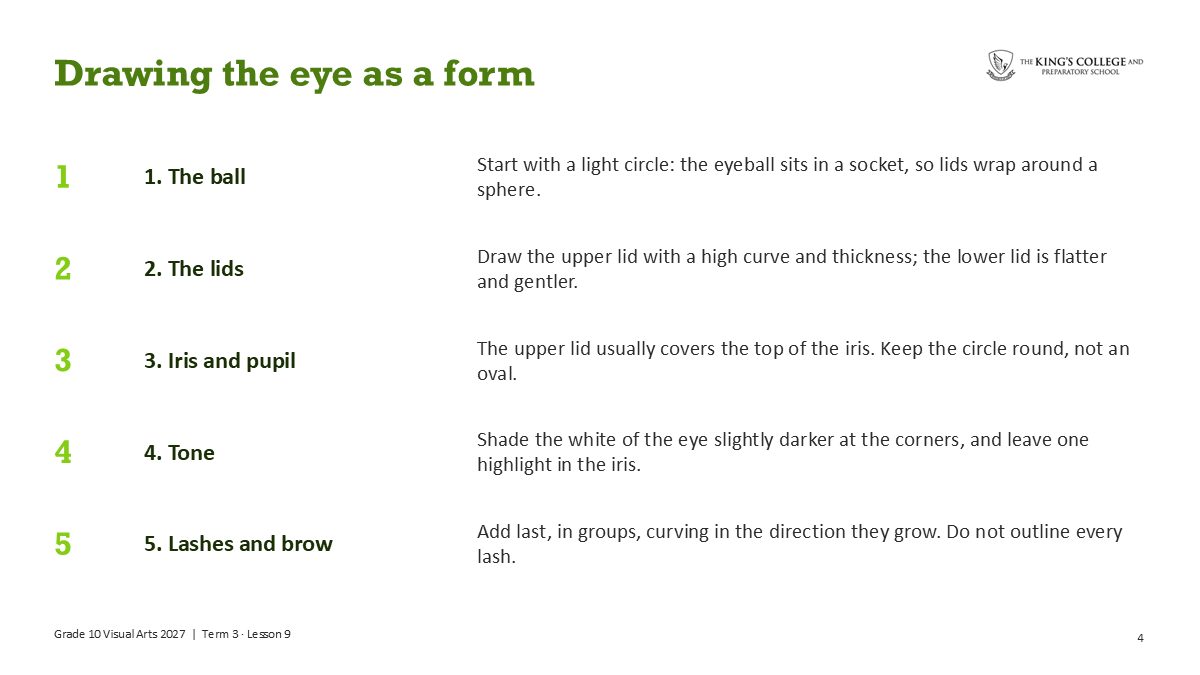 Drawing the eye as a form
THE KING'S COLLEGE AND
PREPARATORY SCHOOL
1
1. The ball
Start with a light circle: the eyeball sits in a socket, so lids wrap around a
sphere.
2
2. The lids
Draw the upper lid with a high curve and thickness; the lower lid is flatter
and gentler.
3
3. Iris and pupil
The upper lid usually covers the top of the iris. Keep the circle round, not an
oval.
4
4. Tone
Shade the white of the eye slightly darker at the corners, and leave one
highlight in the iris.
5
5. Lashes and brow
Add last, in groups, curving in the direction they grow. Do not outline every
lash.
Grade 10 Visual Arts 2027 | Term 3 · Lesson 9
4